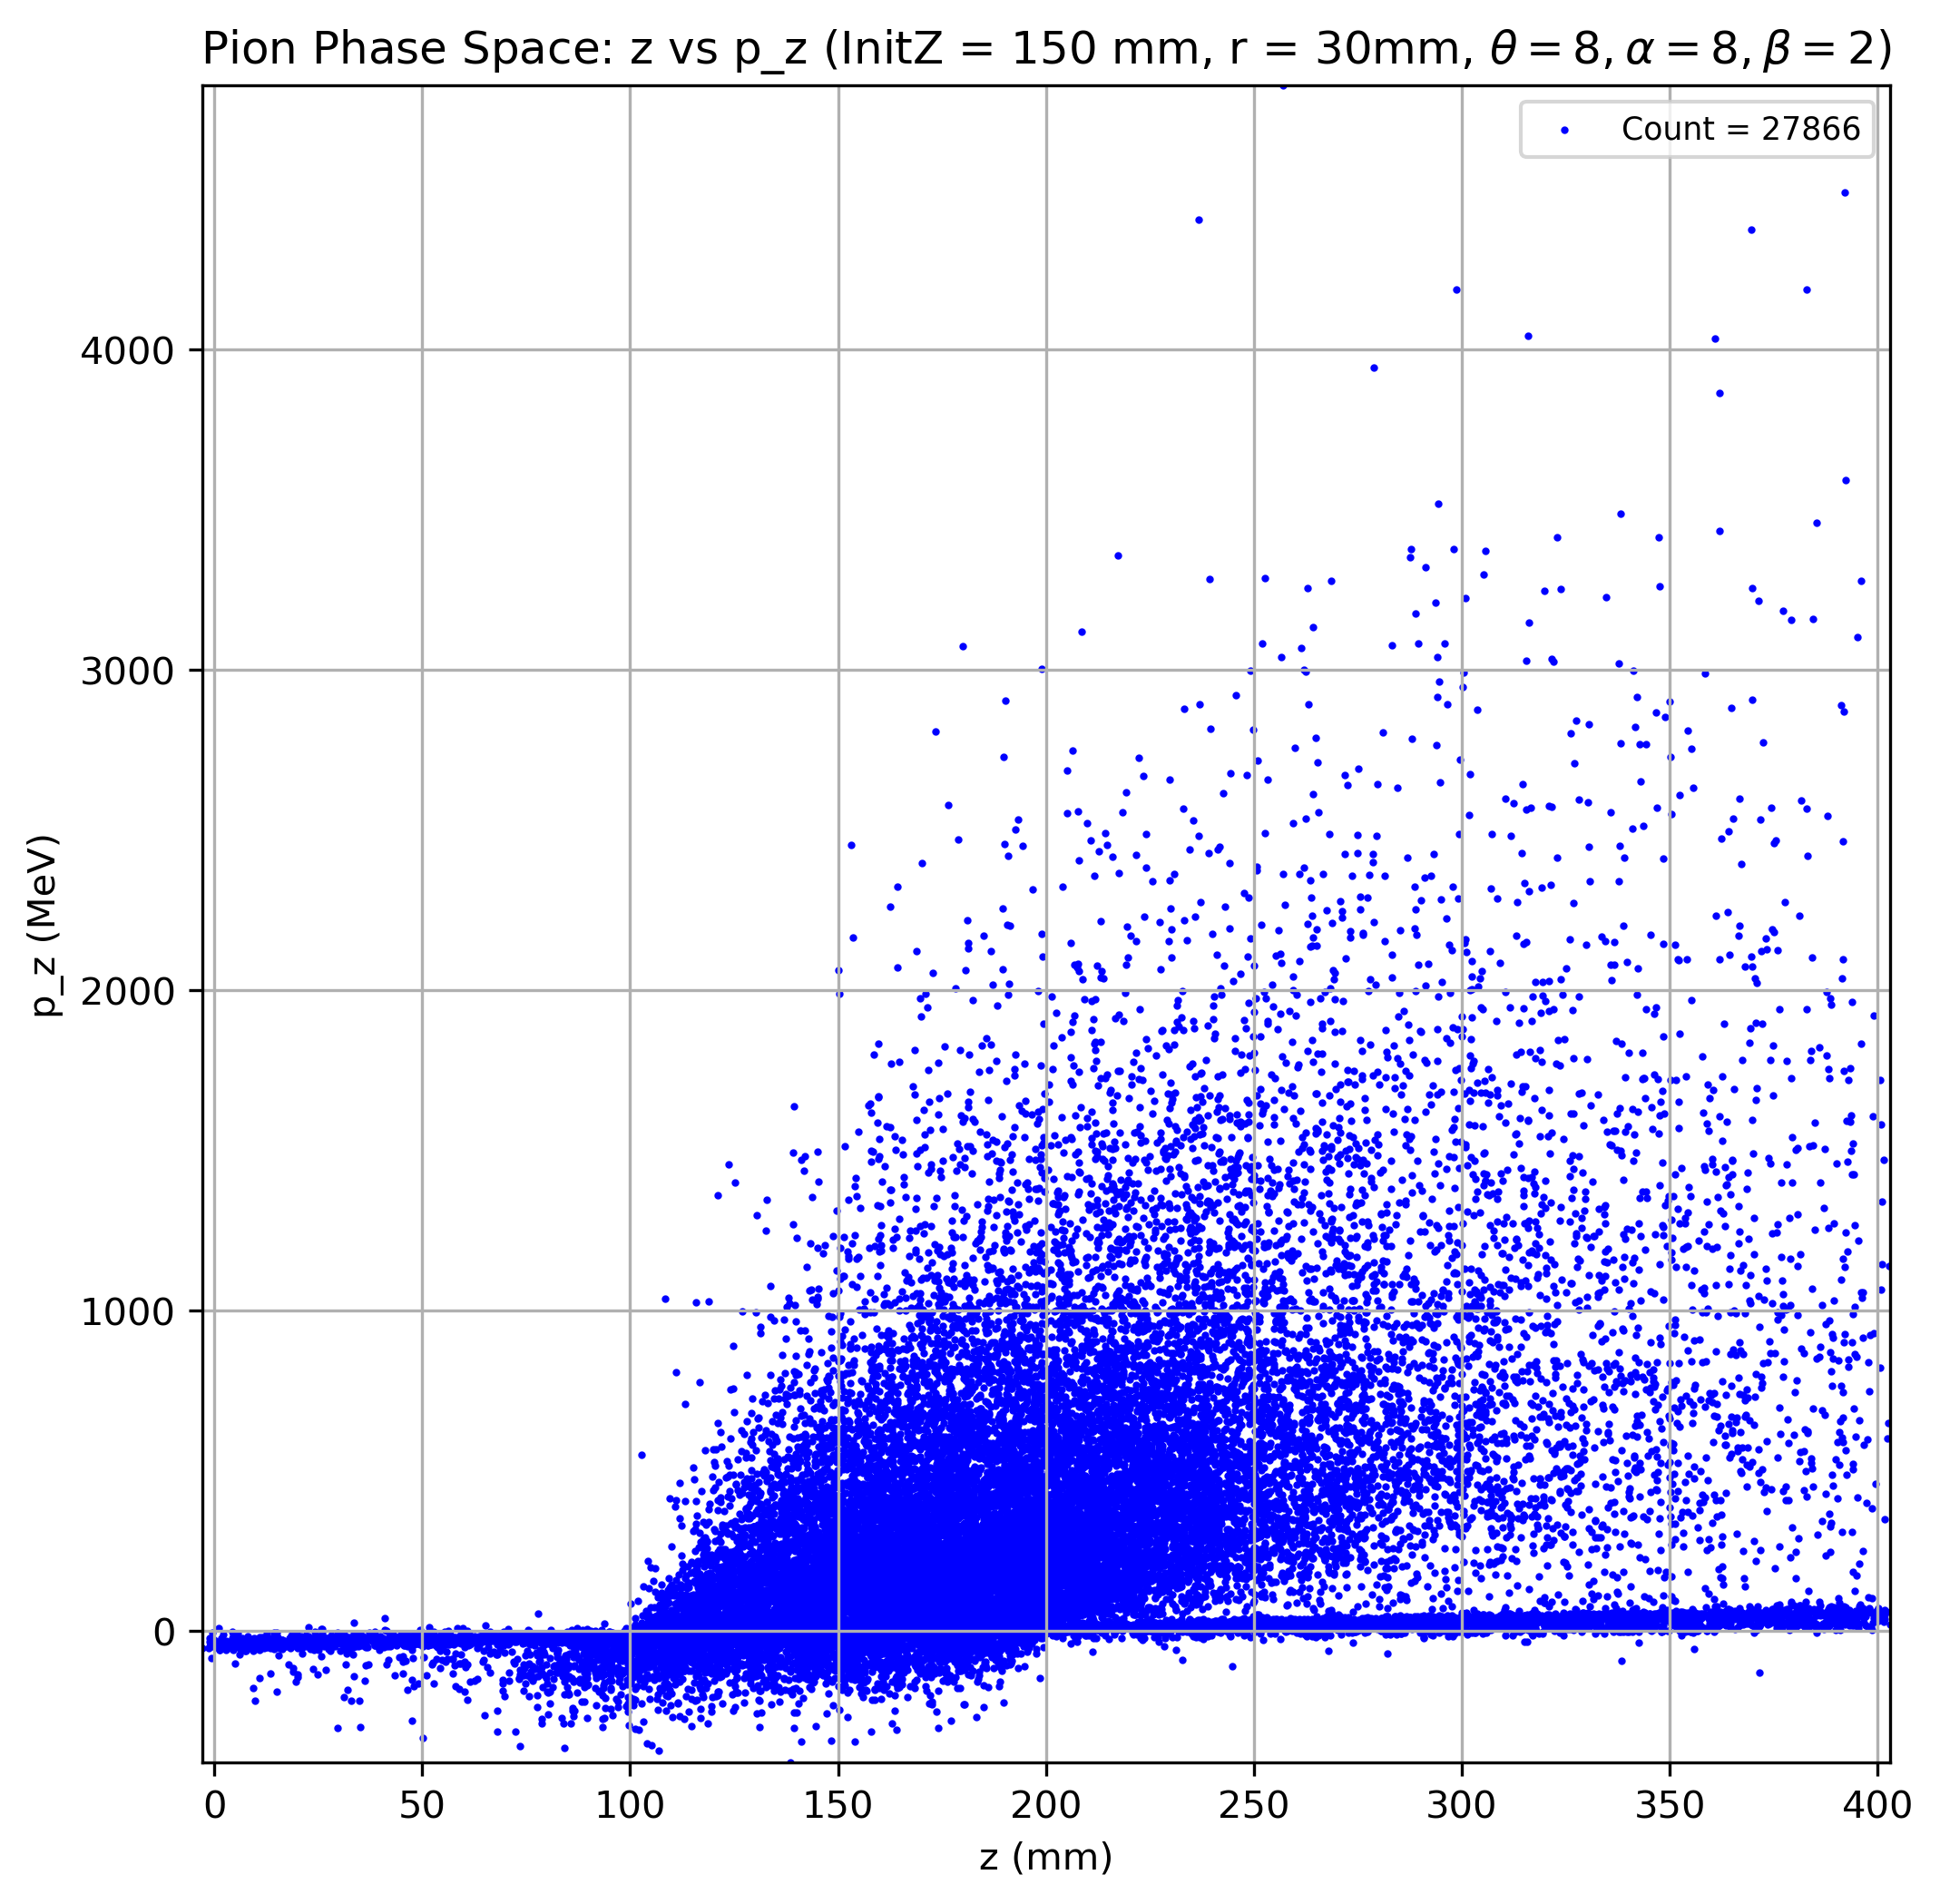 Pion Phase Space: z vs p_z (InitZ = 150 mm, r = 30mm, θ = 8, α = 8, β = 2)
Count = 27866
p_z (MeV)
4000
3000
2000
1000
0
0 50 100 150 200 250 300 350 400
z (mm)